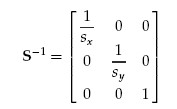 S⁻¹ = [ 1/sₓ 0 0
0 1/s_y 0
0 0 1 ]